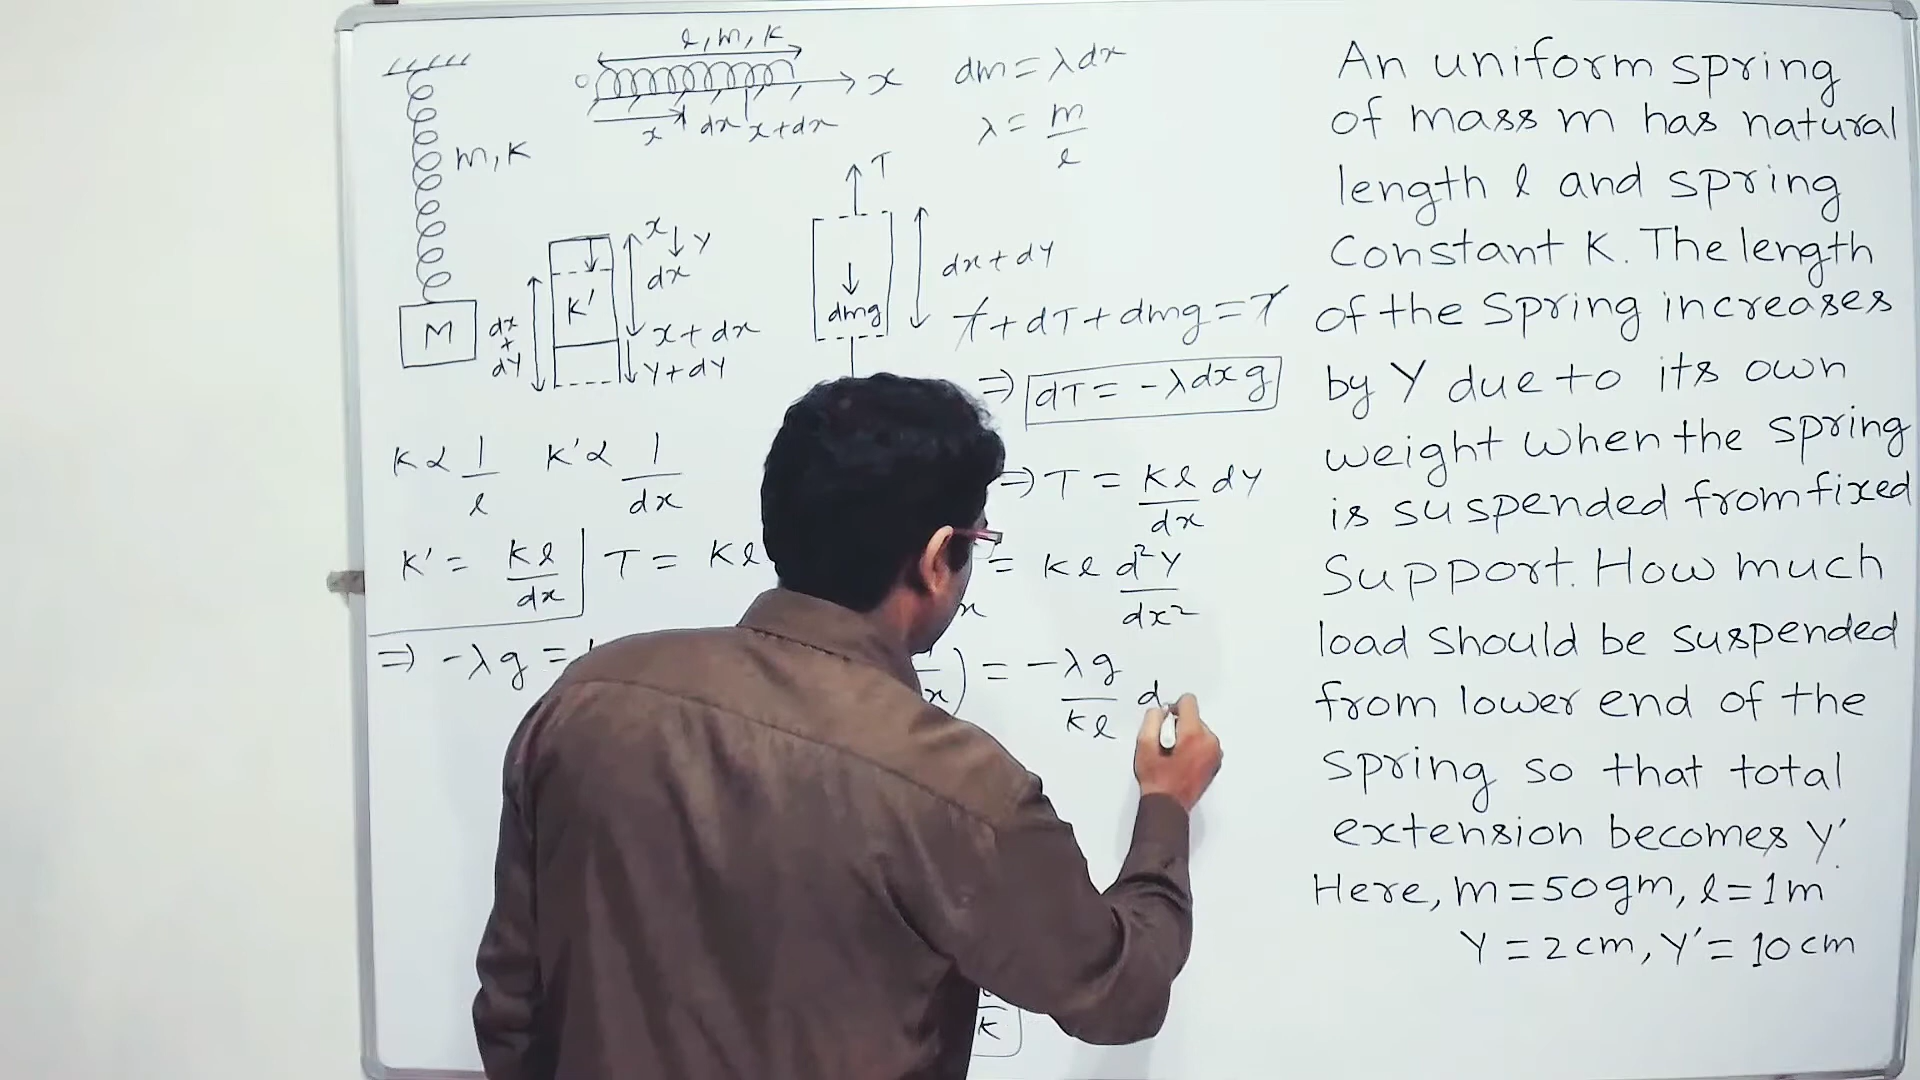 l, m, K
0
x
x dx x+dx
dm = λdx
λ = m/l
m, K
M
T
x
Y
dx
K'
dx + dY
x + dx
Y + dY
dmg
dx + dY
T + dT + dmg = T
⇒ dT = -λdxg
K ∝ 1/l K' ∝ 1/dx
⇒ T = Kl/dx dY
K' = Kl/dx
T = Kl
= Kl d²Y/dx²
⇒ -λg =
= -λg/Kl d
K
An uniform spring
of mass m has natural
length l and spring
Constant K. The length
of the Spring increases
by Y due to its own
weight when the spring
is suspended from fixed
Support. How much
load should be suspended
from lower end of the
spring so that total
extension becomes Y'.
Here, m = 50gm, l = 1m
Y = 2cm, Y' = 10cm